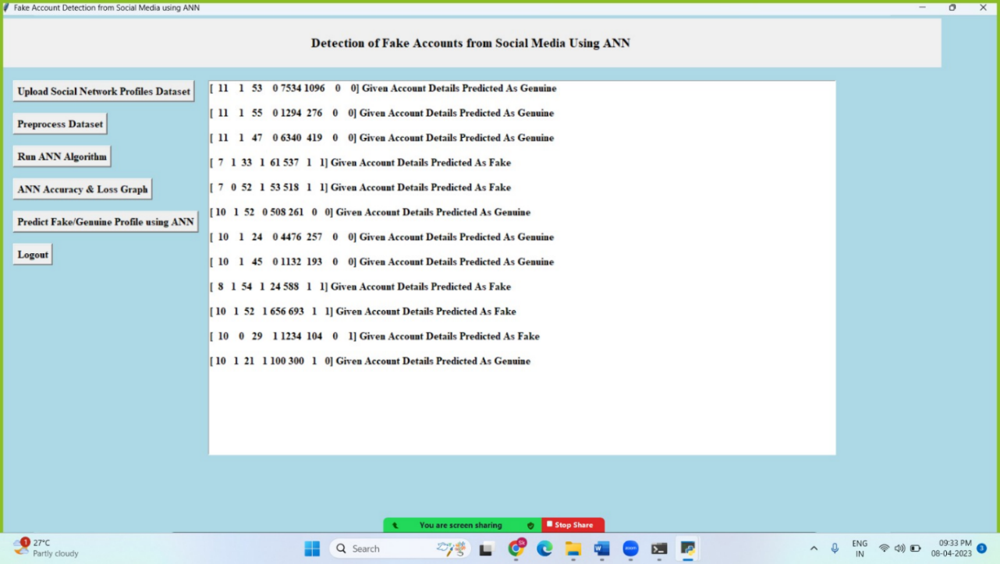 Fake Account Detection from Social Media using ANN
Detection of Fake Accounts from Social Media Using ANN
Upload Social Network Profiles Dataset
Preprocess Dataset
Run ANN Algorithm
ANN Accuracy & Loss Graph
Predict Fake/Genuine Profile using ANN
Logout
[ 11 1 53 0 7534 1096 0 0] Given Account Details Predicted As Genuine
[ 11 1 55 0 1294 276 0 0] Given Account Details Predicted As Genuine
[ 11 1 47 0 6340 419 0 0] Given Account Details Predicted As Genuine
[ 7 1 33 1 61 537 1 1] Given Account Details Predicted As Fake
[ 7 0 52 1 53 518 1 1] Given Account Details Predicted As Fake
[ 10 1 52 0 508 261 0 0] Given Account Details Predicted As Genuine
[ 10 1 24 0 4476 257 0 0] Given Account Details Predicted As Genuine
[ 10 1 45 0 1132 193 0 0] Given Account Details Predicted As Genuine
[ 8 1 54 1 24 588 1 1] Given Account Details Predicted As Fake
[ 10 1 52 1 656 693 1 1] Given Account Details Predicted As Fake
[ 10 0 29 1 1234 104 0 1] Given Account Details Predicted As Fake
[ 10 1 21 1 100 300 1 0] Given Account Details Predicted As Genuine
You are screen sharing
Stop Share
1
27°C
Partly cloudy
Search
zoom
ENG
IN
09:33 PM
08-04-2023
3